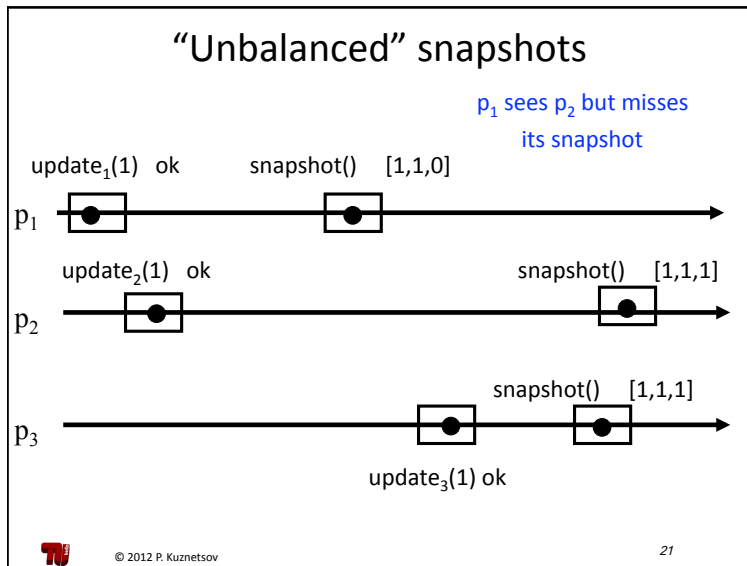 “Unbalanced” snapshots
p₁ sees p₂ but misses
its snapshot
update₁(1) ok snapshot() [1,1,0]
p₁
update₂(1) ok snapshot() [1,1,1]
p₂
snapshot() [1,1,1]
p₃
update₃(1) ok
© 2012 P. Kuznetsov 21